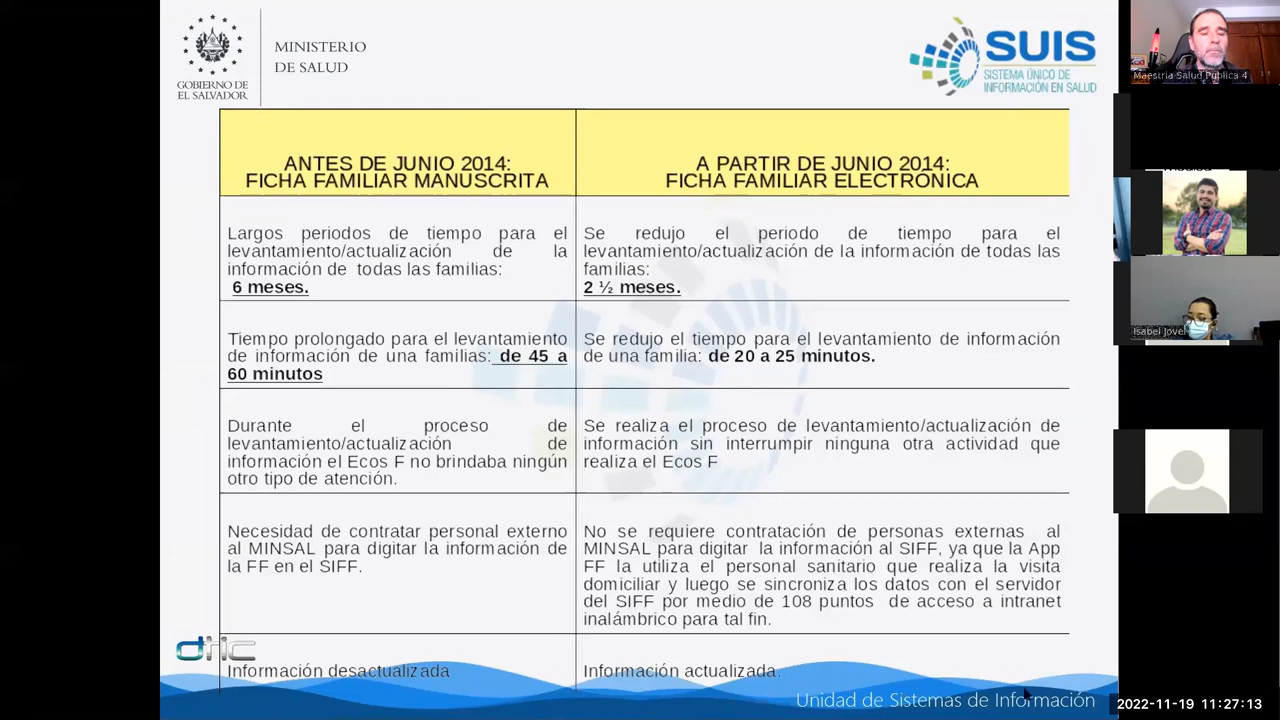 MINISTERIO
DE SALUD
GOBIERNO DE
EL SALVADOR
SUIS
SISTEMA ÚNICO DE
INFORMACIÓN EN SALUD
ANTES DE JUNIO 2014:
FICHA FAMILIAR MANUSCRITA
A PARTIR DE JUNIO 2014:
FICHA FAMILIAR ELECTRÓNICA
Largos periodos de tiempo para el
levantamiento/actualización de la
información de todas las familias:
6 meses.
Se redujo el periodo de tiempo para el
levantamiento/actualización de la información de todas las
familias:
2 ½ meses.
Tiempo prolongado para el levantamiento
de información de una familias: de 45 a
60 minutos
Se redujo el tiempo para el levantamiento de información
de una familia: de 20 a 25 minutos.
Durante el proceso de
levantamiento/actualización de
información el Ecos F no brindaba ningún
otro tipo de atención.
Se realiza el proceso de levantamiento/actualización de
información sin interrumpir ninguna otra actividad que
realiza el Ecos F
Necesidad de contratar personal externo
al MINSAL para digitar la información de
la FF en el SIFF.
No se requiere contratación de personas externas al
MINSAL para digitar la información al SIFF, ya que la App
FF la utiliza el personal sanitario que realiza la visita
domiciliar y luego se sincroniza los datos con el servidor
del SIFF por medio de 108 puntos de acceso a intranet
inalámbrico para tal fin.
Información desactualizada
Información actualizada.
dtic
Unidad de Sistemas de Información
Maestria Salud Publica 4
Isabel Jovel
2022-11-19 11:27:13